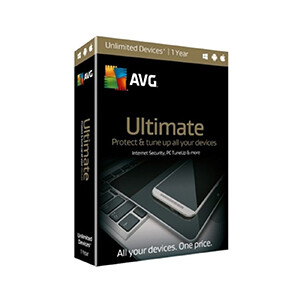 Unlimited Devices* | 1 Year
AVG
Ultimate
Protect & tune up all your devices
Internet Security, PC TuneUp & more
All your devices. One price.
Ultimate
Unlimited Devices*
1 Year